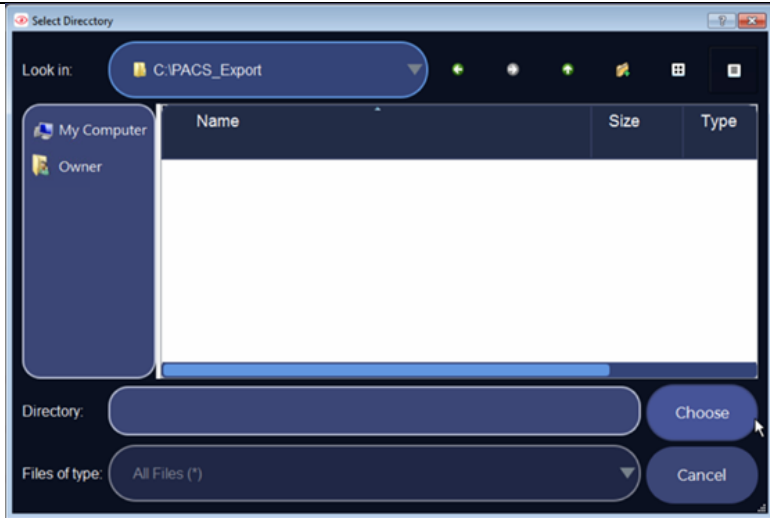 Select Direcctory
Look in: C:\PACS_Export
Name Size Type
My Computer
Owner
Directory: Choose
Files of type: All Files (*) Cancel